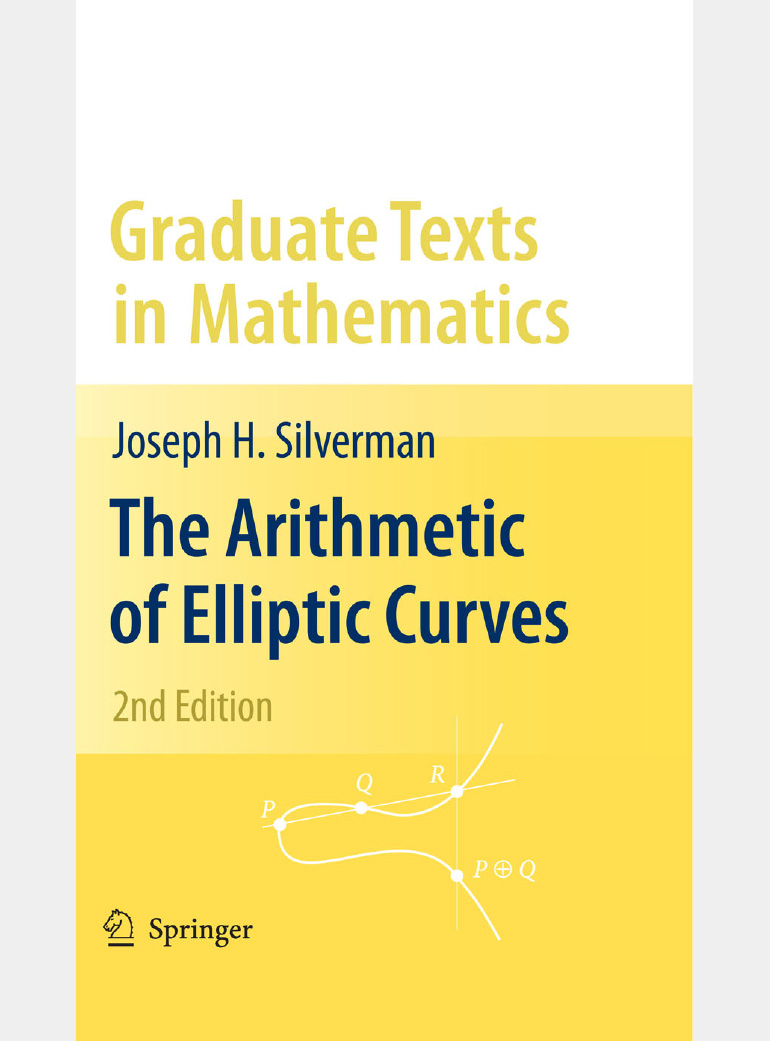 Graduate Texts
in Mathematics
Joseph H. Silverman
The Arithmetic
of Elliptic Curves
2nd Edition
P
Q
R
P ⊕ Q
Springer